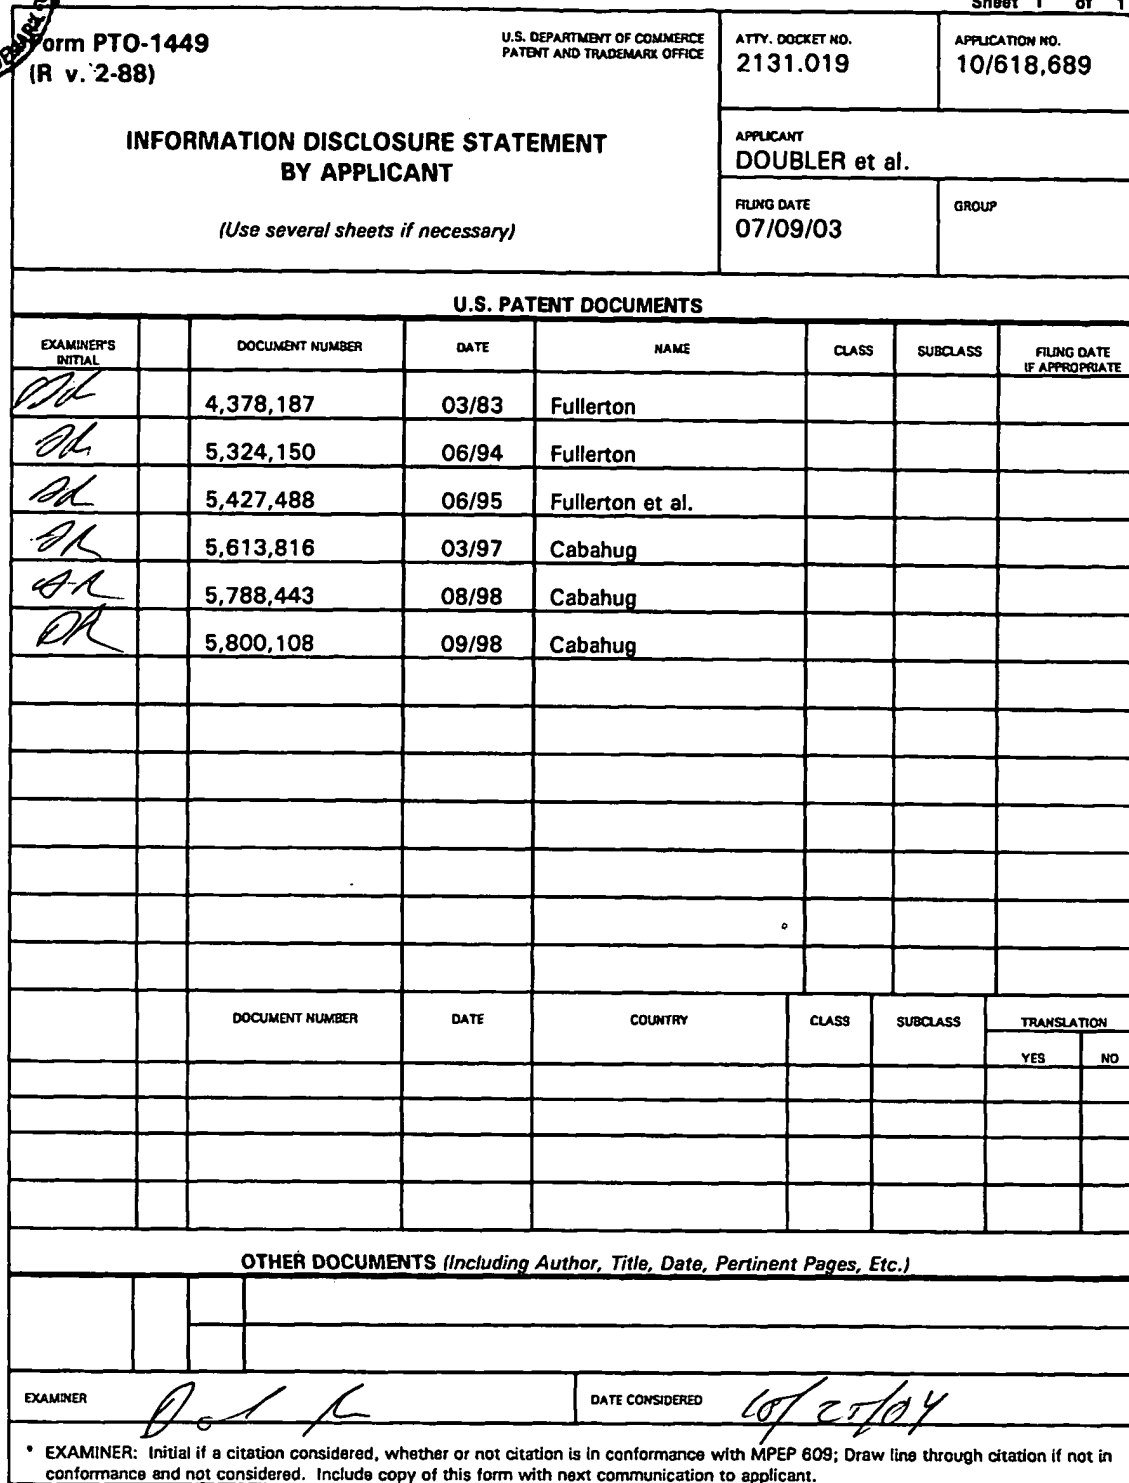 Sheet 1 of 1
Form PTO-1449
(R v. 2-88)
U.S. DEPARTMENT OF COMMERCE
PATENT AND TRADEMARK OFFICE
ATTY. DOCKET NO.
2131.019
APPLICATION NO.
10/618,689
INFORMATION DISCLOSURE STATEMENT
BY APPLICANT
(Use several sheets if necessary)
APPLICANT
DOUBLER et al.
FILING DATE
07/09/03
GROUP
U.S. PATENT DOCUMENTS
EXAMINER'S INITIAL DOCUMENT NUMBER DATE NAME CLASS SUBCLASS FILING DATE IF APPROPRIATE
4,378,187 03/83 Fullerton
5,324,150 06/94 Fullerton
5,427,488 06/95 Fullerton et al.
5,613,816 03/97 Cabahug
5,788,443 08/98 Cabahug
5,800,108 09/98 Cabahug
DOCUMENT NUMBER DATE COUNTRY CLASS SUBCLASS TRANSLATION
YES NO
OTHER DOCUMENTS (Including Author, Title, Date, Pertinent Pages, Etc.)
EXAMINER DATE CONSIDERED
* EXAMINER: Initial if a citation considered, whether or not citation is in conformance with MPEP 609; Draw line through citation if not in
conformance and not considered. Include copy of this form with next communication to applicant.